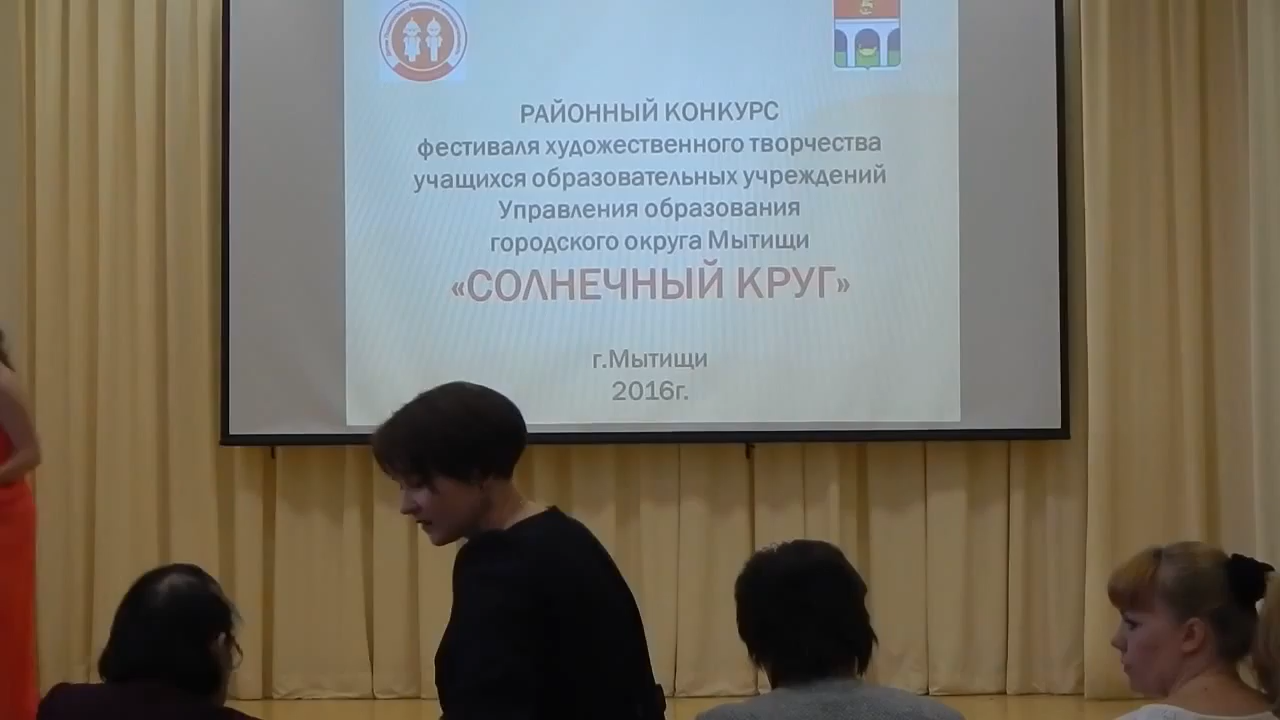 РАЙОННЫЙ КОНКУРС
фестиваля художественного творчества
учащихся образовательных учреждений
Управления образования
городского округа Мытищи
«СОЛНЕЧНЫЙ КРУГ»
г.Мытищи
2016г.